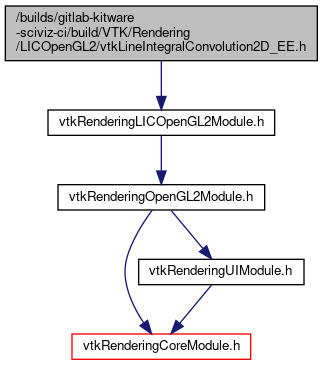 /builds/gitlab-kitware
-sciviz-ci/build/VTK/Rendering
/LICOpenGL2/vtkLineIntegralConvolution2D_EE.h
vtkRenderingLICOpenGL2Module.h
vtkRenderingOpenGL2Module.h
vtkRenderingUIModule.h
vtkRenderingCoreModule.h